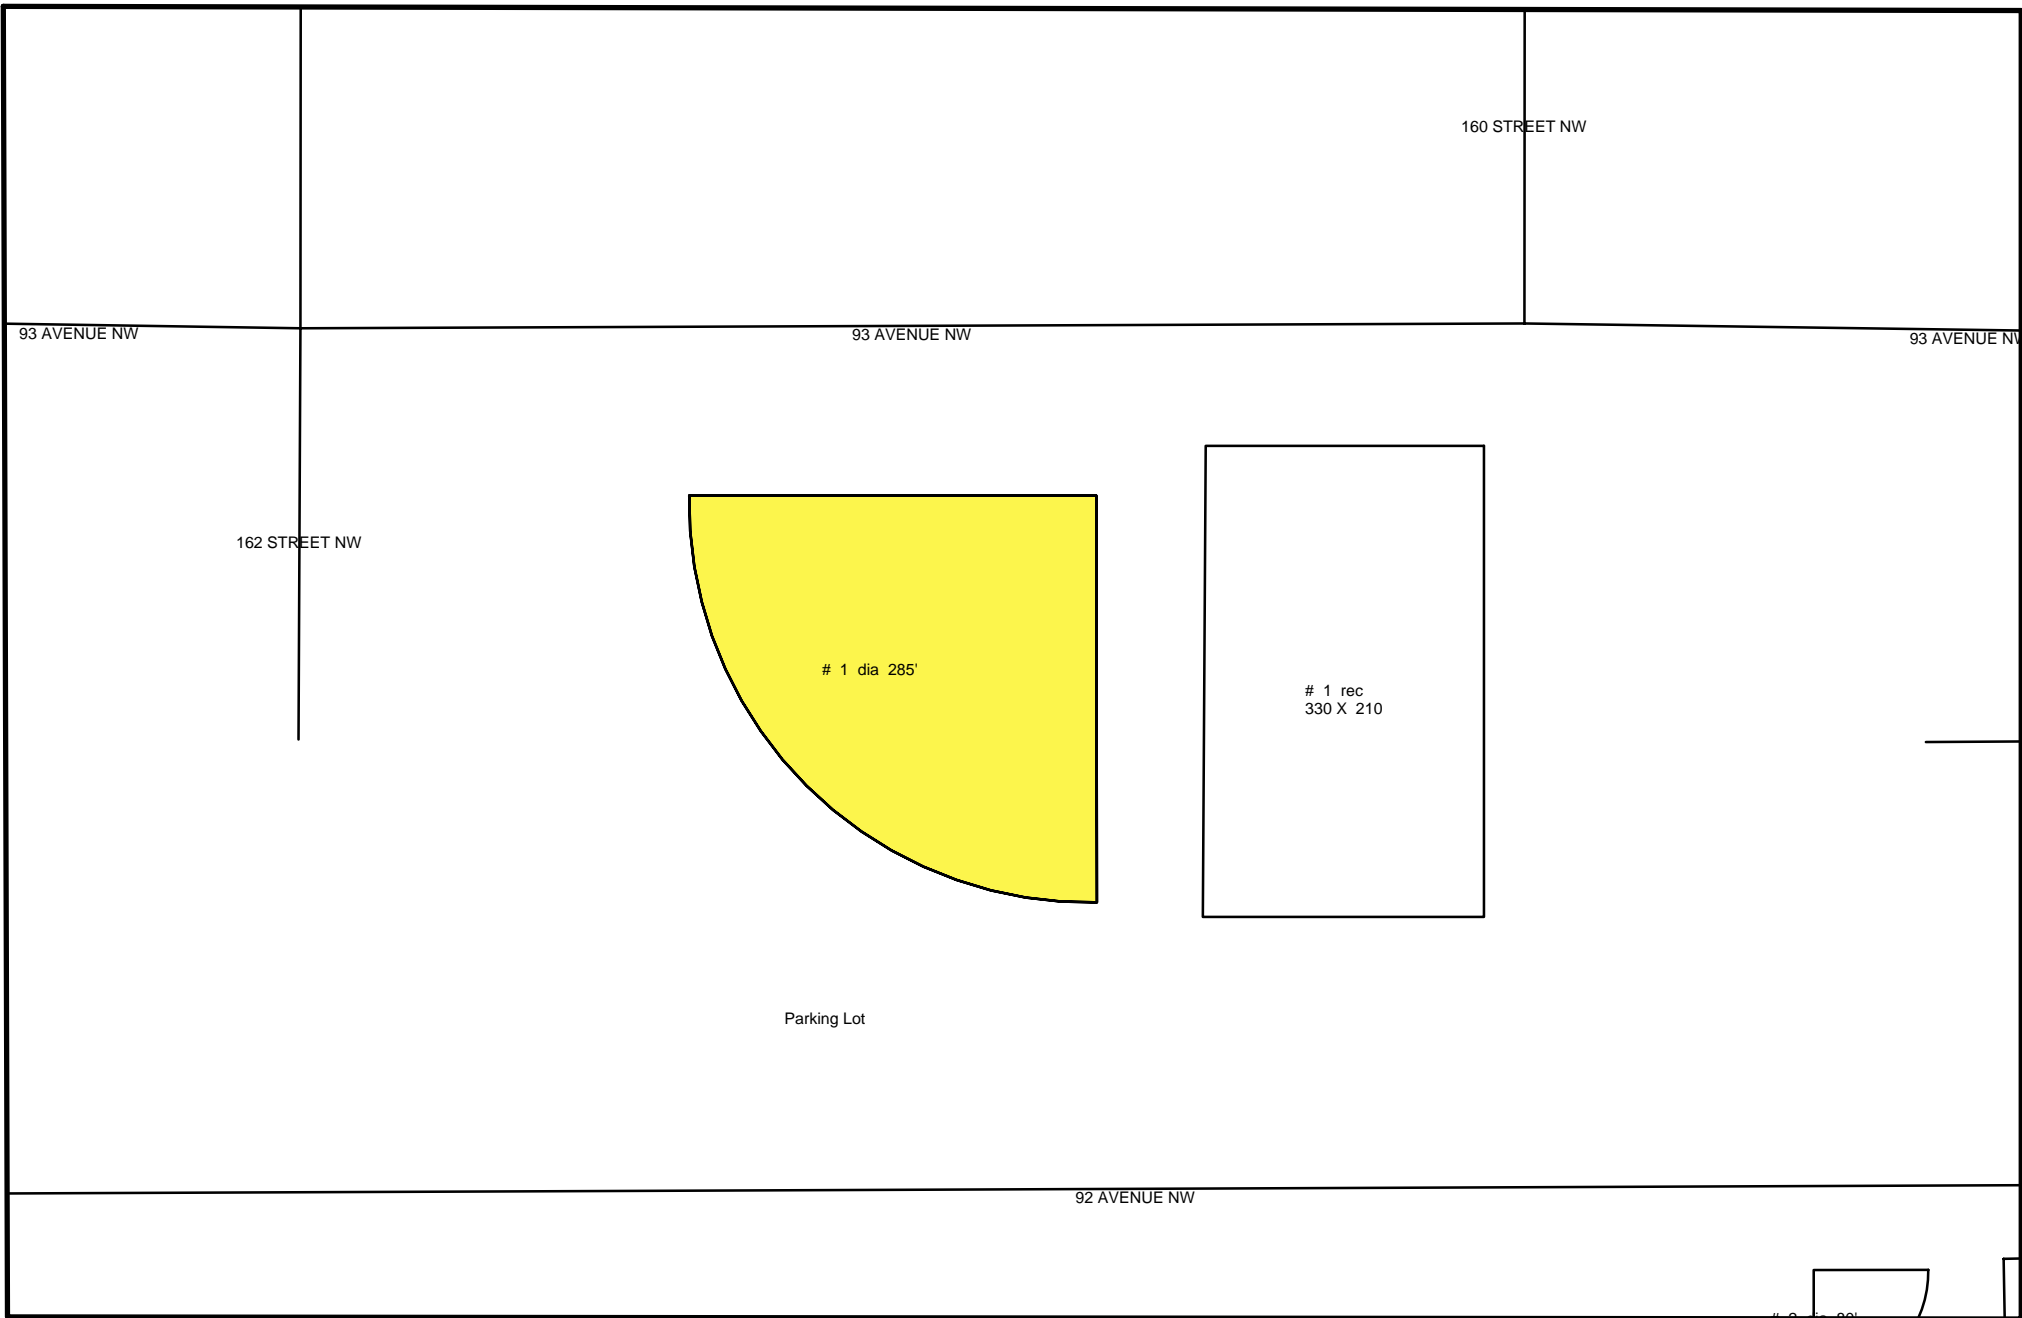 160 STREET NW
93 AVENUE NW
93 AVENUE NW
93 AVENUE
162 STREET NW
# 1 dia 285'
# 1 rec
330 X 210
Parking Lot
92 AVENUE NW